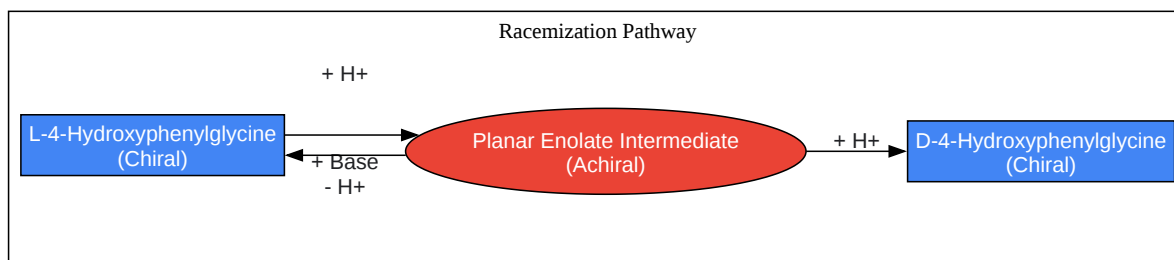 Racemization Pathway
+ H+
L-4-Hydroxyphenylglycine
(Chiral)
+ Base
- H+
Planar Enolate Intermediate
(Achiral)
+ H+
D-4-Hydroxyphenylglycine
(Chiral)